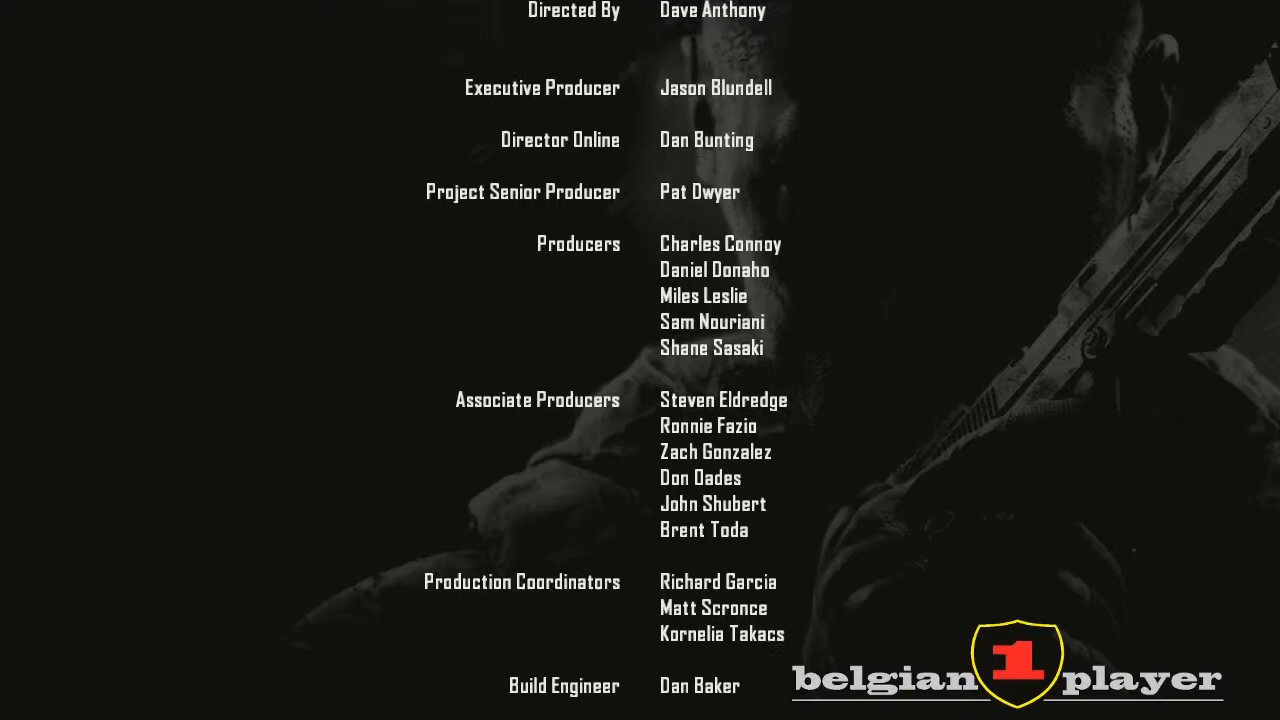 Directed By Dave Anthony
Executive Producer Jason Blundell
Director Online Dan Bunting
Project Senior Producer Pat Dwyer
Producers Charles Connoy
Daniel Donaho
Miles Leslie
Sam Nouriani
Shane Sasaki
Associate Producers Steven Eldredge
Ronnie Fazio
Zach Gonzalez
Don Oades
John Shubert
Brent Toda
Production Coordinators Richard Garcia
Matt Scronce
Kornelia Takacs
Build Engineer Dan Baker
belgian 1 player